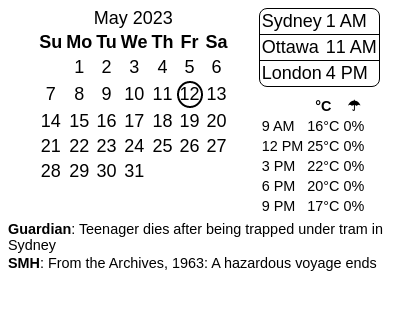 May 2023
Su Mo Tu We Th Fr Sa
1 2 3 4 5 6
7 8 9 10 11 12 13
14 15 16 17 18 19 20
21 22 23 24 25 26 27
28 29 30 31
Sydney 1 AM
Ottawa 11 AM
London 4 PM
°C ☂
9 AM 16°C 0%
12 PM 25°C 0%
3 PM 22°C 0%
6 PM 20°C 0%
9 PM 17°C 0%
Guardian: Teenager dies after being trapped under tram in
Sydney
SMH: From the Archives, 1963: A hazardous voyage ends